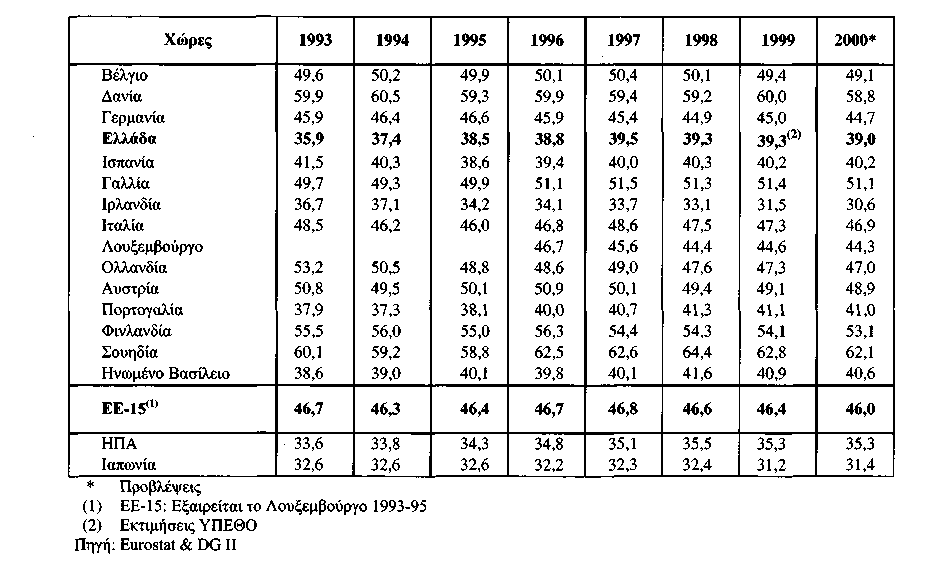 Χώρες 1993 1994 1995 1996 1997 1998 1999 2000*
Βέλγιο 49,6 50,2 49,9 50,1 50,4 50,1 49,4 49,1
Δανία 59,9 60,5 59,3 59,9 59,4 59,2 60,0 58,8
Γερμανία 45,9 46,4 46,6 45,9 45,4 44,9 45,0 44,7
Ελλάδα 35,9 37,4 38,5 38,8 39,5 39,3 39,3(2) 39,0
Ισπανία 41,5 40,3 38,6 39,4 40,0 40,3 40,2 40,2
Γαλλία 49,7 49,3 49,9 51,1 51,5 51,3 51,4 51,1
Ιρλανδία 36,7 37,1 34,2 34,1 33,7 33,1 31,5 30,6
Ιταλία 48,5 46,2 46,0 46,8 48,6 47,5 47,3 46,9
Λουξεμβούργο 46,7 45,6 44,4 44,6 44,3
Ολλανδία 53,2 50,5 48,8 48,6 49,0 47,6 47,3 47,0
Αυστρία 50,8 49,5 50,1 50,9 50,1 49,4 49,1 48,9
Πορτογαλία 37,9 37,3 38,1 40,0 40,7 41,3 41,1 41,0
Φινλανδία 55,5 56,0 55,0 56,3 54,4 54,3 54,1 53,1
Σουηδία 60,1 59,2 58,8 62,5 62,6 64,4 62,8 62,1
Ηνωμένο Βασίλειο 38,6 39,0 40,1 39,8 40,1 41,6 40,9 40,6
ΕΕ-15(1) 46,7 46,3 46,4 46,7 46,8 46,6 46,4 46,0
ΗΠΑ 33,6 33,8 34,3 34,8 35,1 35,5 35,3 35,3
Ιαπωνία 32,6 32,6 32,6 32,2 32,3 32,4 31,2 31,4
* Προβλέψεις
(1) ΕΕ-15: Εξαιρείται το Λουξεμβούργο 1993-95
(2) Εκτιμήσεις ΥΠΕΘΟ
Πηγή: Eurostat & DG II